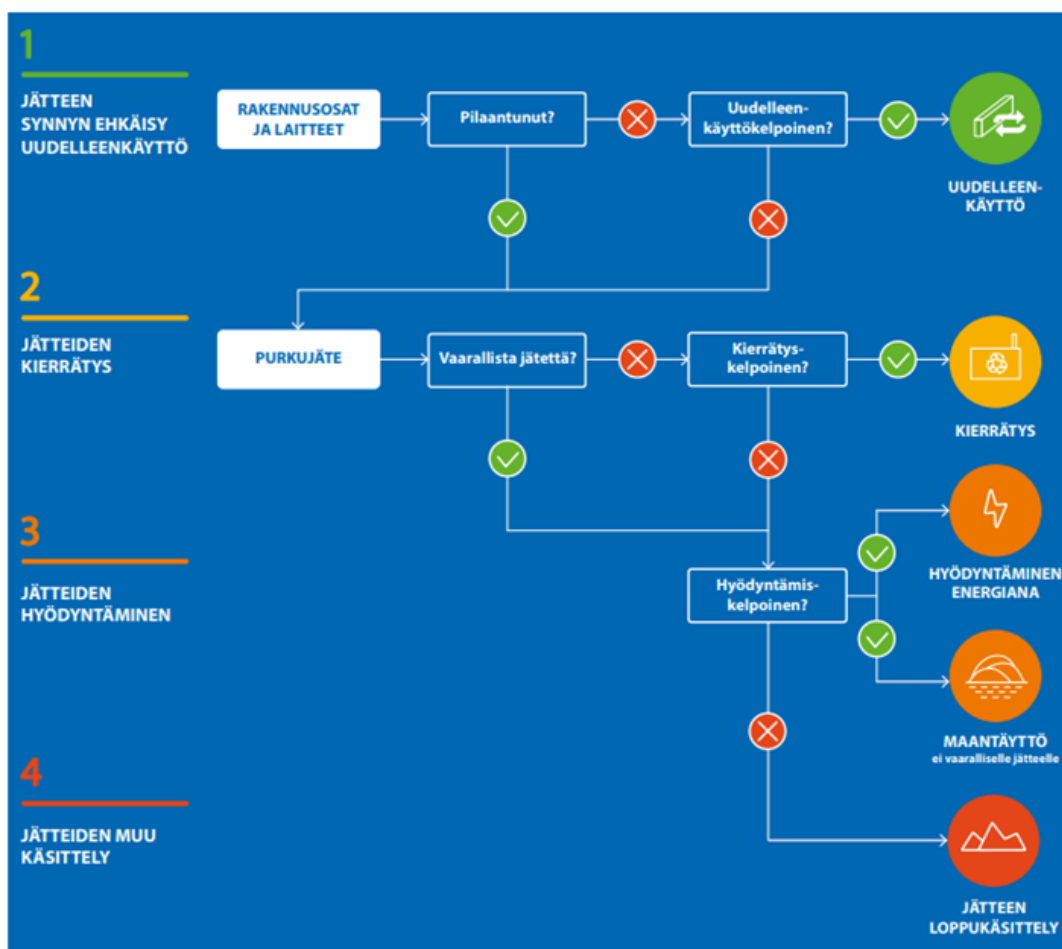 1
JÄTTEEN
SYNNYN EHKÄISY
UUDELLEENKÄYTTÖ
RAKENNUSOSAT
JA LAITTEET
Pilaantunut?
Uudelleen-
käyttökelpoinen?
UUDELLEEN-
KÄYTTÖ
2
JÄTTEIDEN
KIERRÄTYS
PURKUJÄTE
Vaarallista jätettä?
Kierrätys-
kelpoinen?
KIERRÄTYS
3
JÄTTEIDEN
HYÖDYNTÄMINEN
Hyödyntämis-
kelpoinen?
HYÖDYNTÄMINEN
ENERGIANA
MAANTÄYTTÖ
ei vaaralliselle jätteelle
4
JÄTTEIDEN MUU
KÄSITTELY
JÄTTEEN
LOPPUKÄSITTELY